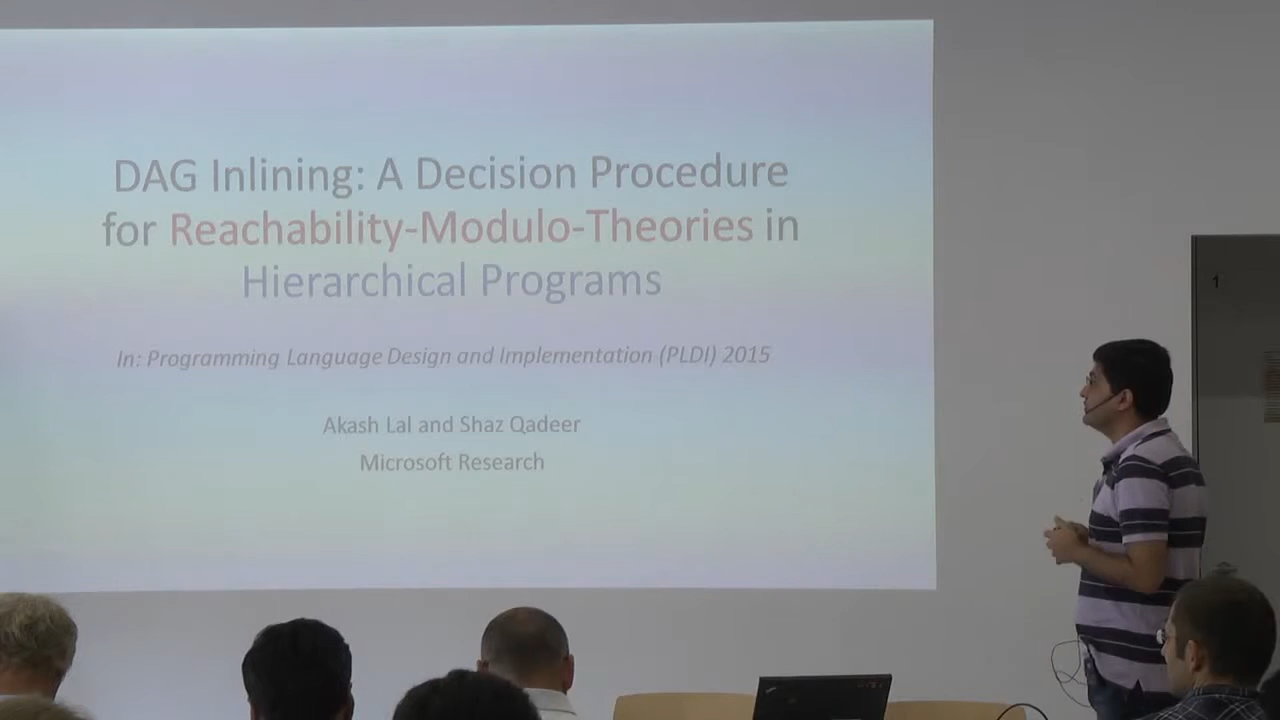 DAG Inlining: A Decision Procedure
for Reachability-Modulo-Theories in
Hierarchical Programs
In: Programming Language Design and Implementation (PLDI) 2015
Akash Lal and Shaz Qadeer
Microsoft Research
1